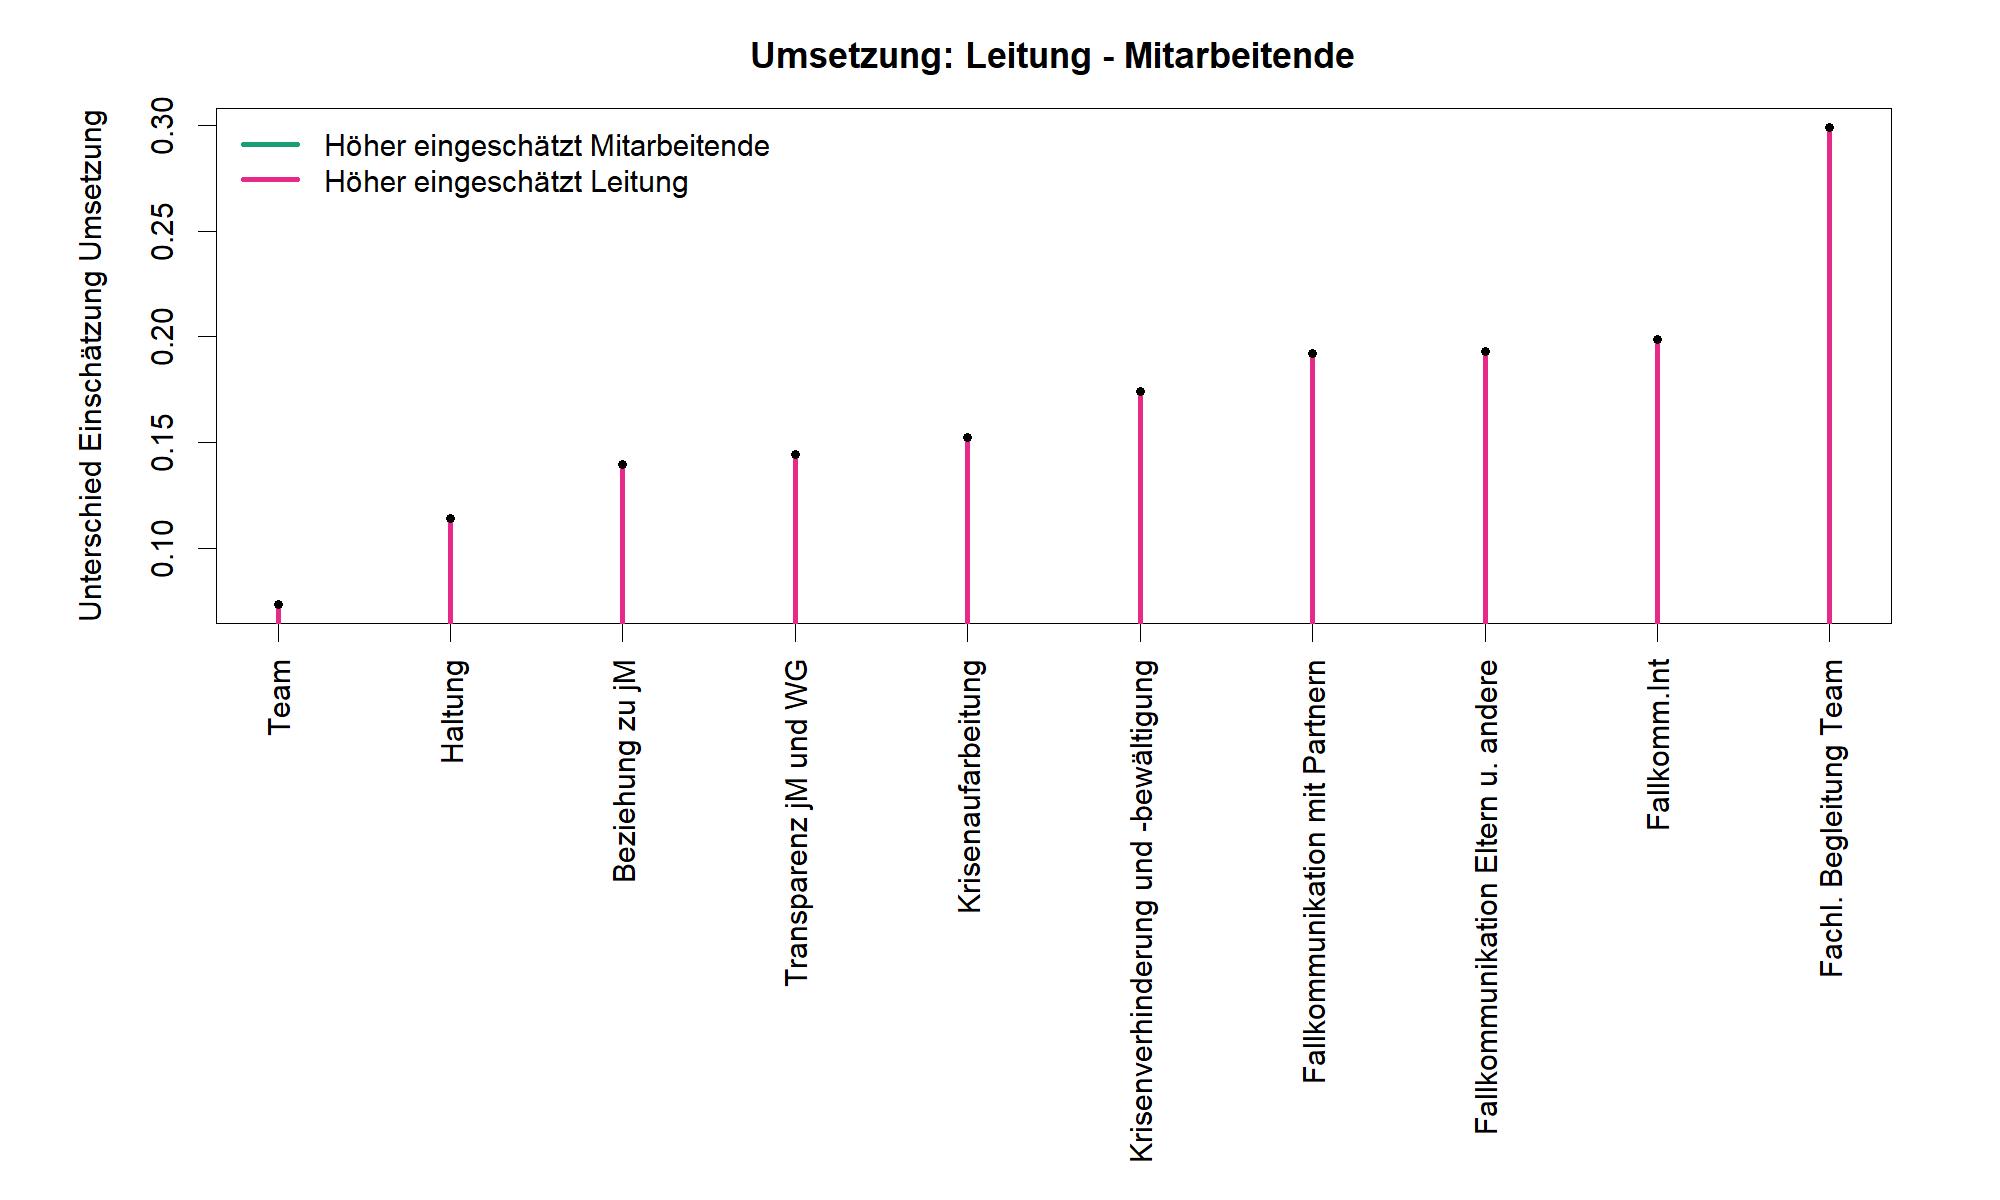 Umsetzung: Leitung - Mitarbeitende
Unterschied Einschätzung Umsetzung
0.30
0.25
0.20
0.15
0.10
Höher eingeschätzt Mitarbeitende
Höher eingeschätzt Leitung
Team
Haltung
Beziehung zu jM
Transparenz jM und WG
Krisenaufarbeitung
Krisenverhinderung und -bewältigung
Fallkommunikation mit Partnern
Fallkommunikation Eltern u. andere
Fallkomm.Int
Fachl. Begleitung Team